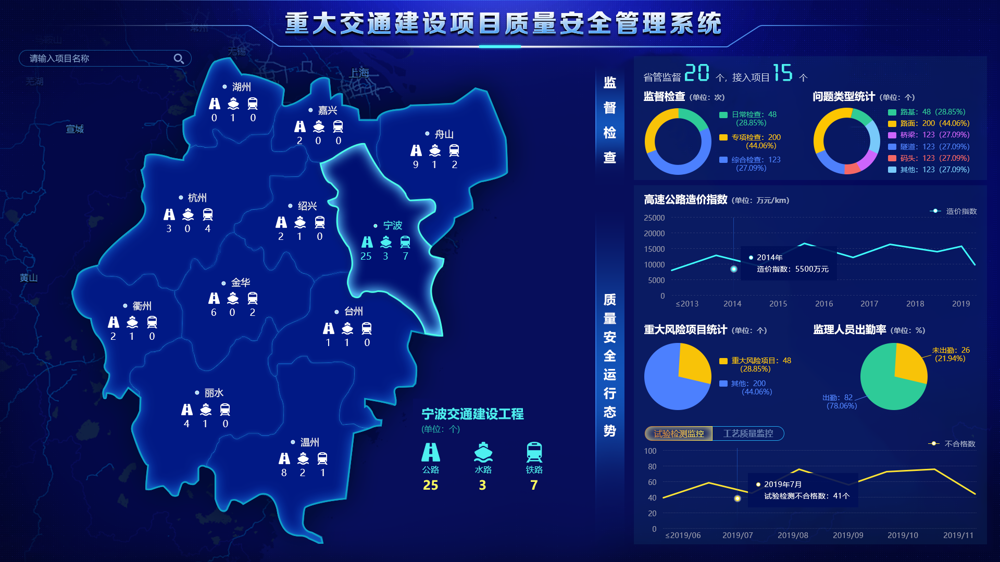 重大交通建设项目质量安全管理系统
请输入项目名称
常州
马鞍山
无锡
芜湖
上海
宣城
黄山
湖州
0 1 0
嘉兴
2 0 0
舟山
9 1 2
杭州
3 0 4
绍兴
2 1 0
宁波
25 3 7
金华
6 0 2
衢州
2 1 0
台州
1 1 0
丽水
4 1 0
温州
8 2 1
宁波交通建设工程
(单位：个)
公路 水路 铁路
25 3 7
监督检查
省管监督 20 个，接入项目 15 个
监督检查 (单位：次)
日常检查：48
(28.85%)
专项检查：200
(44.06%)
综合检查：123
(27.09%)
问题类型统计 (单位：个)
路基：48 (28.85%)
路面：200 (44.06%)
桥梁：123 (27.09%)
隧道：123 (27.09%)
码头：123 (27.09%)
其他：123 (27.09%)
质量安全运行态势
高速公路造价指数 (单位：万元/km)
造价指数
25000
20000
15000
10000
5000
0
2014年
造价指数：5500万元
≤2013 2014 2015 2016 2017 2018 2019
重大风险项目统计 (单位：个)
重大风险项目：48
(28.85%)
其他：200
(44.06%)
监理人员出勤率 (单位：%)
未出勤：26
(21.94%)
出勤：82
(78.06%)
试验检测监控 工艺质量监控
不合格数
100
80
60
40
20
0
2019年7月
试验检测不合格数：41个
≤2019/06 2019/07 2019/08 2019/09 2019/10 2019/11